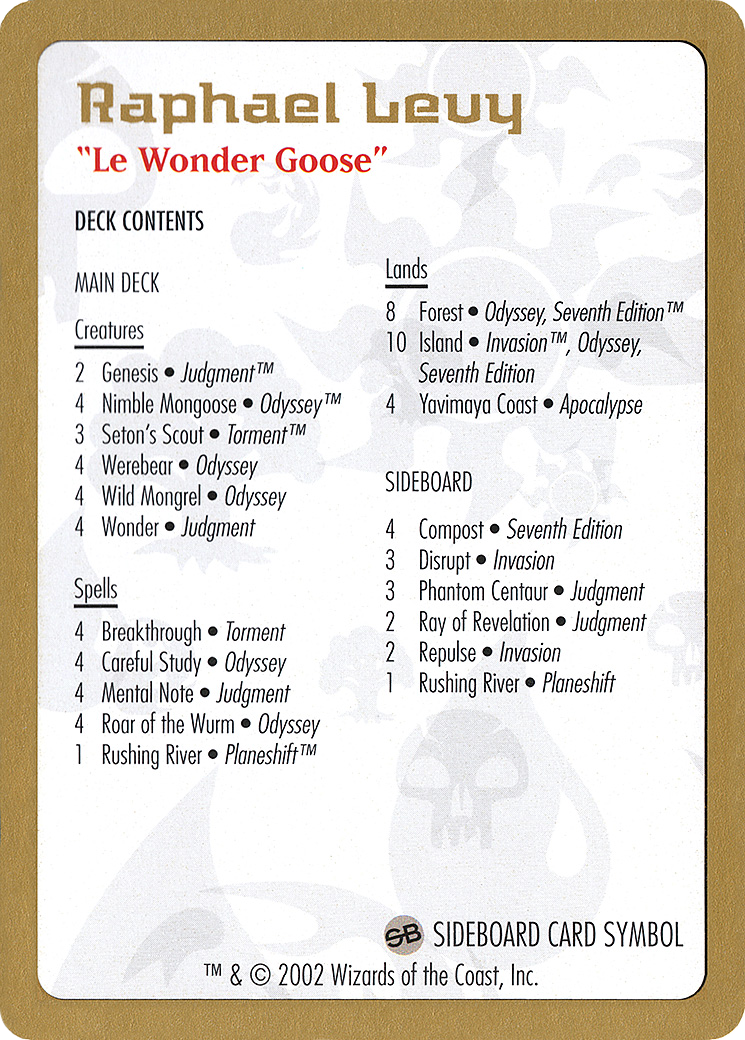 Raphael Levy
"Le Wonder Goose"
DECK CONTENTS
MAIN DECK
Creatures
2 Genesis • Judgment™
4 Nimble Mongoose • Odyssey™
3 Seton's Scout • Torment™
4 Werebear • Odyssey
4 Wild Mongrel • Odyssey
4 Wonder • Judgment
Spells
4 Breakthrough • Torment
4 Careful Study • Odyssey
4 Mental Note • Judgment
4 Roar of the Wurm • Odyssey
1 Rushing River • Planeshift™
Lands
8 Forest • Odyssey, Seventh Edition™
10 Island • Invasion™, Odyssey,
Seventh Edition
4 Yavimaya Coast • Apocalypse
SIDEBOARD
4 Compost • Seventh Edition
3 Disrupt • Invasion
3 Phantom Centaur • Judgment
2 Ray of Revelation • Judgment
2 Repulse • Invasion
1 Rushing River • Planeshift
SB SIDEBOARD CARD SYMBOL
™ & © 2002 Wizards of the Coast, Inc.